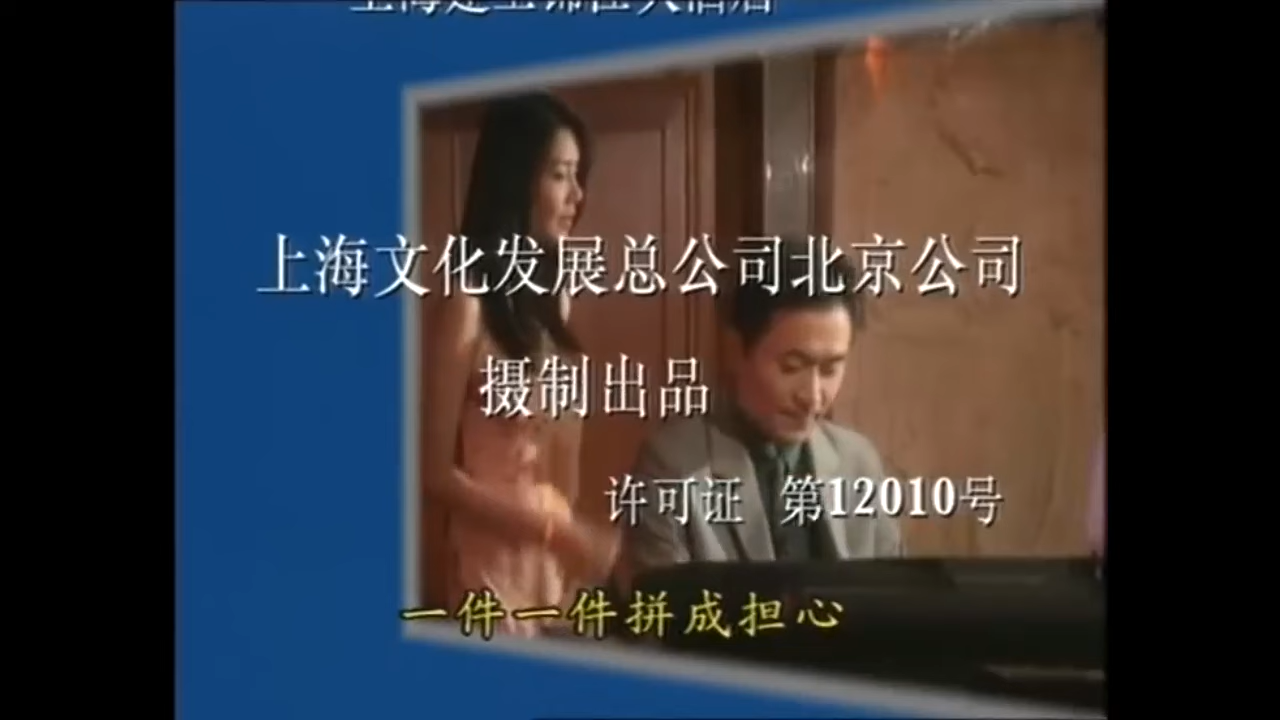 上海文化发展总公司北京公司
摄制出品
许可证 第12010号
一件一件拼成担心